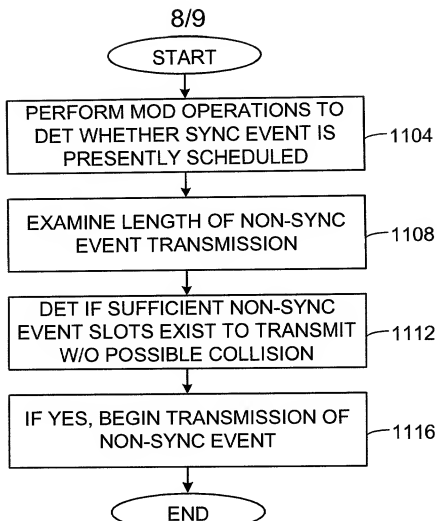 8/9
START
PERFORM MOD OPERATIONS TO
DET WHETHER SYNC EVENT IS
PRESENTLY SCHEDULED
1104
EXAMINE LENGTH OF NON-SYNC
EVENT TRANSMISSION
1108
DET IF SUFFICIENT NON-SYNC
EVENT SLOTS EXIST TO TRANSMIT
W/O POSSIBLE COLLISION
1112
IF YES, BEGIN TRANSMISSION OF
NON-SYNC EVENT
1116
END